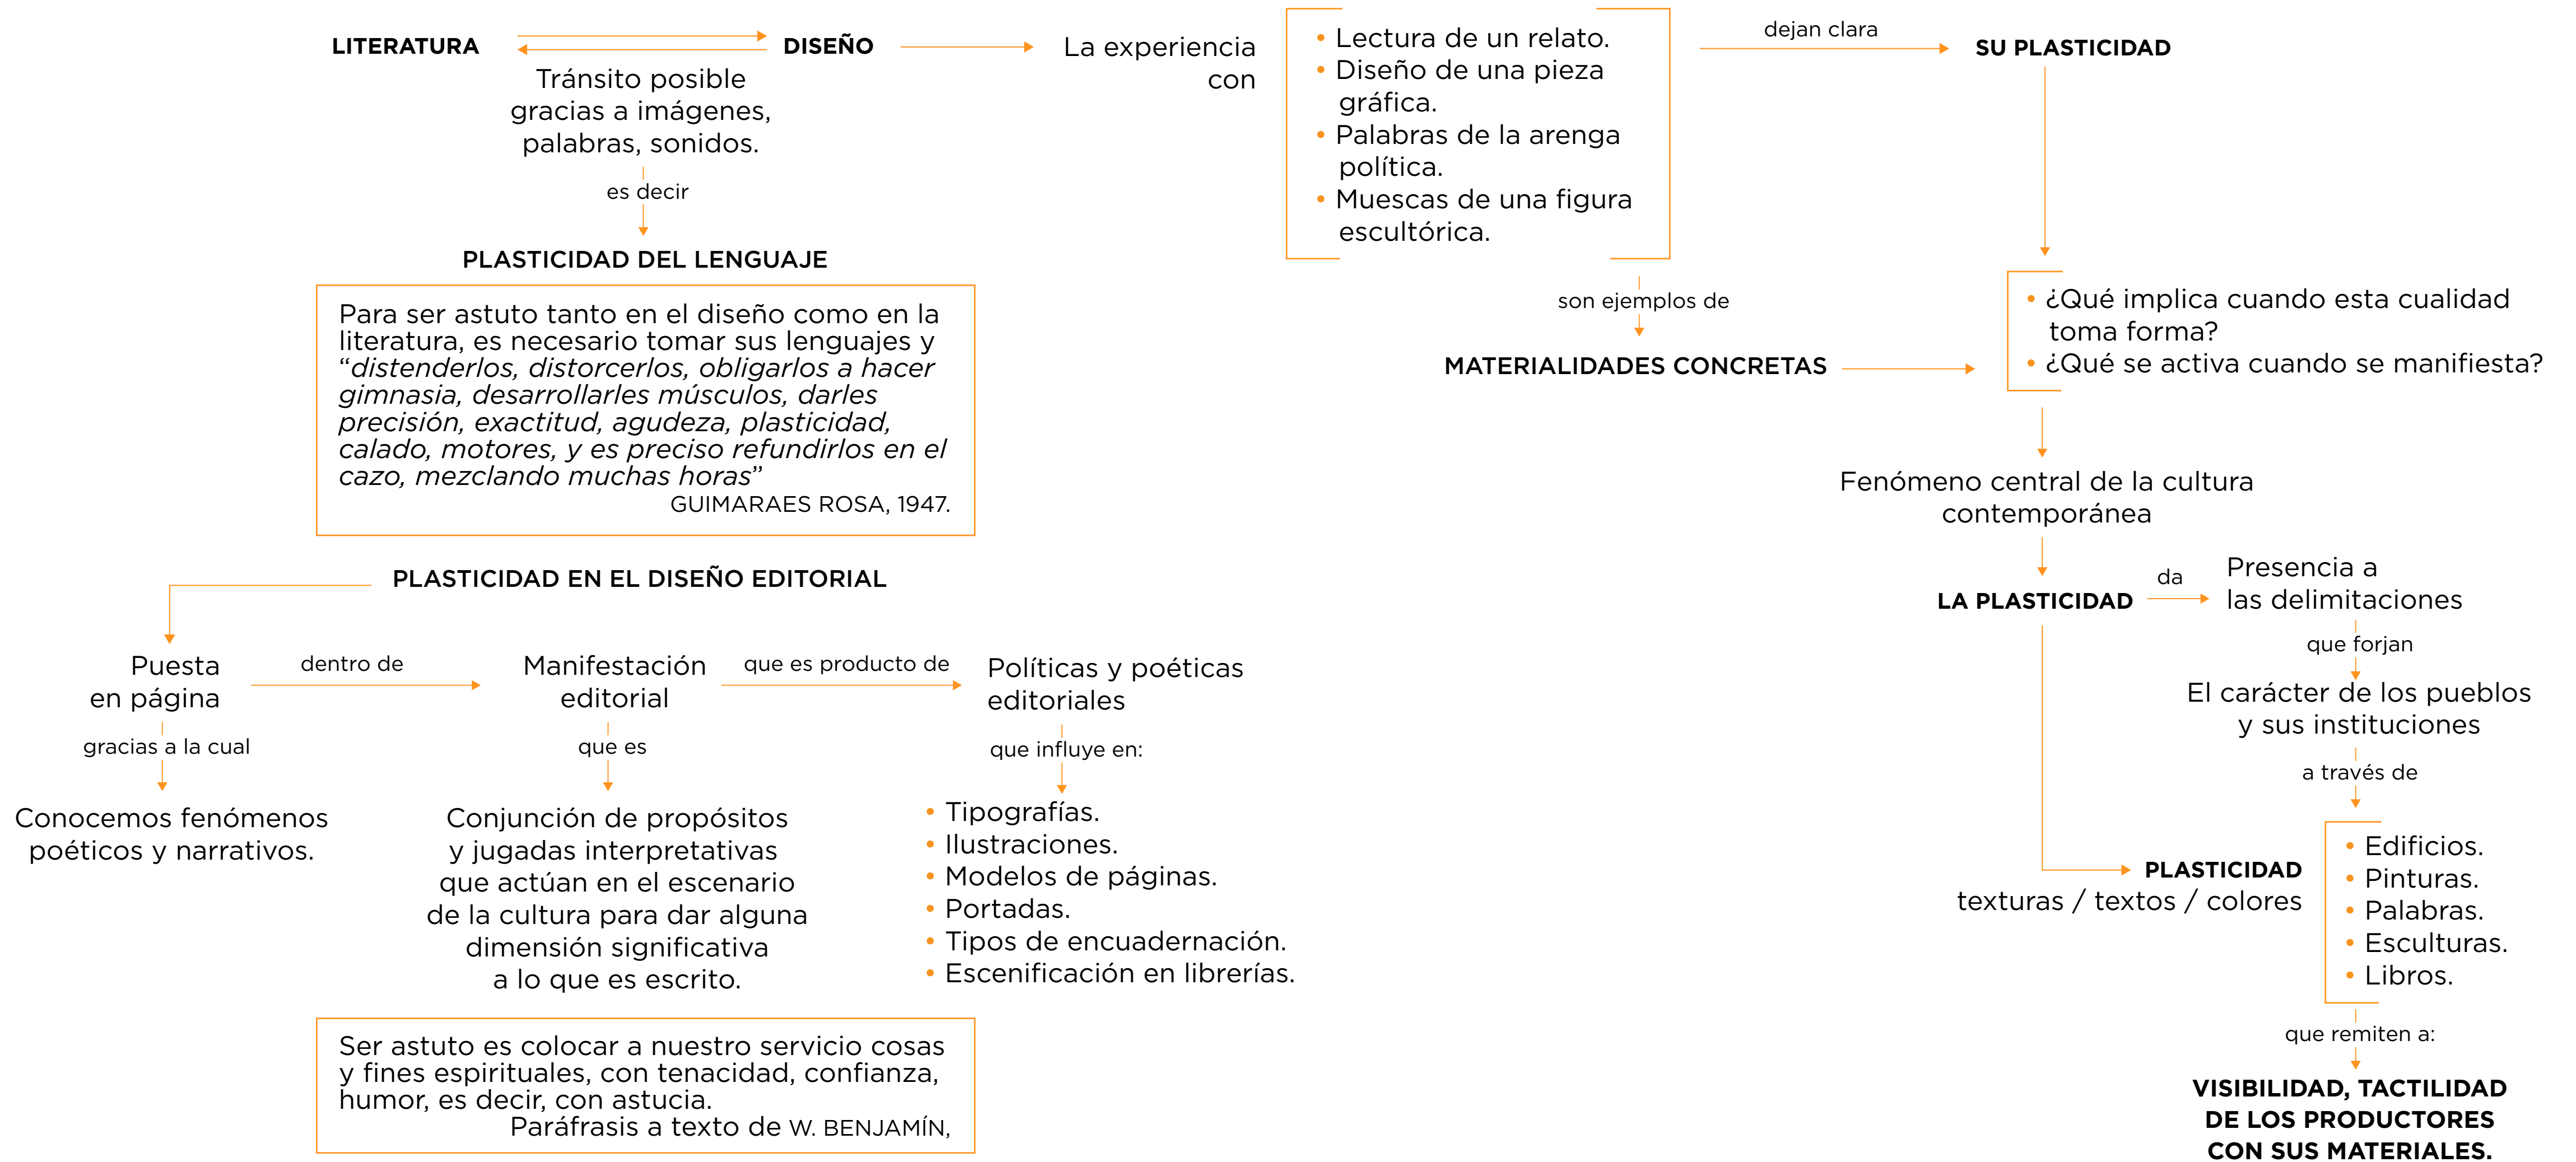 LITERATURA
DISEÑO
Tránsito posible
gracias a imágenes,
palabras, sonidos.
es decir
PLASTICIDAD DEL LENGUAJE
Para ser astuto tanto en el diseño como en la
literatura, es necesario tomar sus lenguajes y
“distenderlos, distorcerlos, obligarlos a hacer
gimnasia, desarrollarles músculos, darles
precisión, exactitud, agudeza, plasticidad,
calado, motores, y es preciso refundirlos en el
cazo, mezclando muchas horas”
GUIMARAES ROSA, 1947.
La experiencia
con
• Lectura de un relato.
• Diseño de una pieza
gráfica.
• Palabras de la arenga
política.
• Muescas de una figura
escultórica.
dejan clara
SU PLASTICIDAD
son ejemplos de
MATERIALIDADES CONCRETAS
• ¿Qué implica cuando esta cualidad
toma forma?
• ¿Qué se activa cuando se manifiesta?
Fenómeno central de la cultura
contemporánea
LA PLASTICIDAD
da
Presencia a
las delimitaciones
que forjan
El carácter de los pueblos
y sus instituciones
a través de
PLASTICIDAD
texturas / textos / colores
• Edificios.
• Pinturas.
• Palabras.
• Esculturas.
• Libros.
que remiten a:
VISIBILIDAD, TACTILIDAD
DE LOS PRODUCTORES
CON SUS MATERIALES.
PLASTICIDAD EN EL DISEÑO EDITORIAL
Puesta
en página
dentro de
Manifestación
editorial
que es producto de
Políticas y poéticas
editoriales
gracias a la cual
Conocemos fenómenos
poéticos y narrativos.
que es
Conjunción de propósitos
y jugadas interpretativas
que actúan en el escenario
de la cultura para dar alguna
dimensión significativa
a lo que es escrito.
que influye en:
• Tipografías.
• Ilustraciones.
• Modelos de páginas.
• Portadas.
• Tipos de encuadernación.
• Escenificación en librerías.
Ser astuto es colocar a nuestro servicio cosas
y fines espirituales, con tenacidad, confianza,
humor, es decir, con astucia.
Paráfrasis a texto de W. BENJAMÍN,